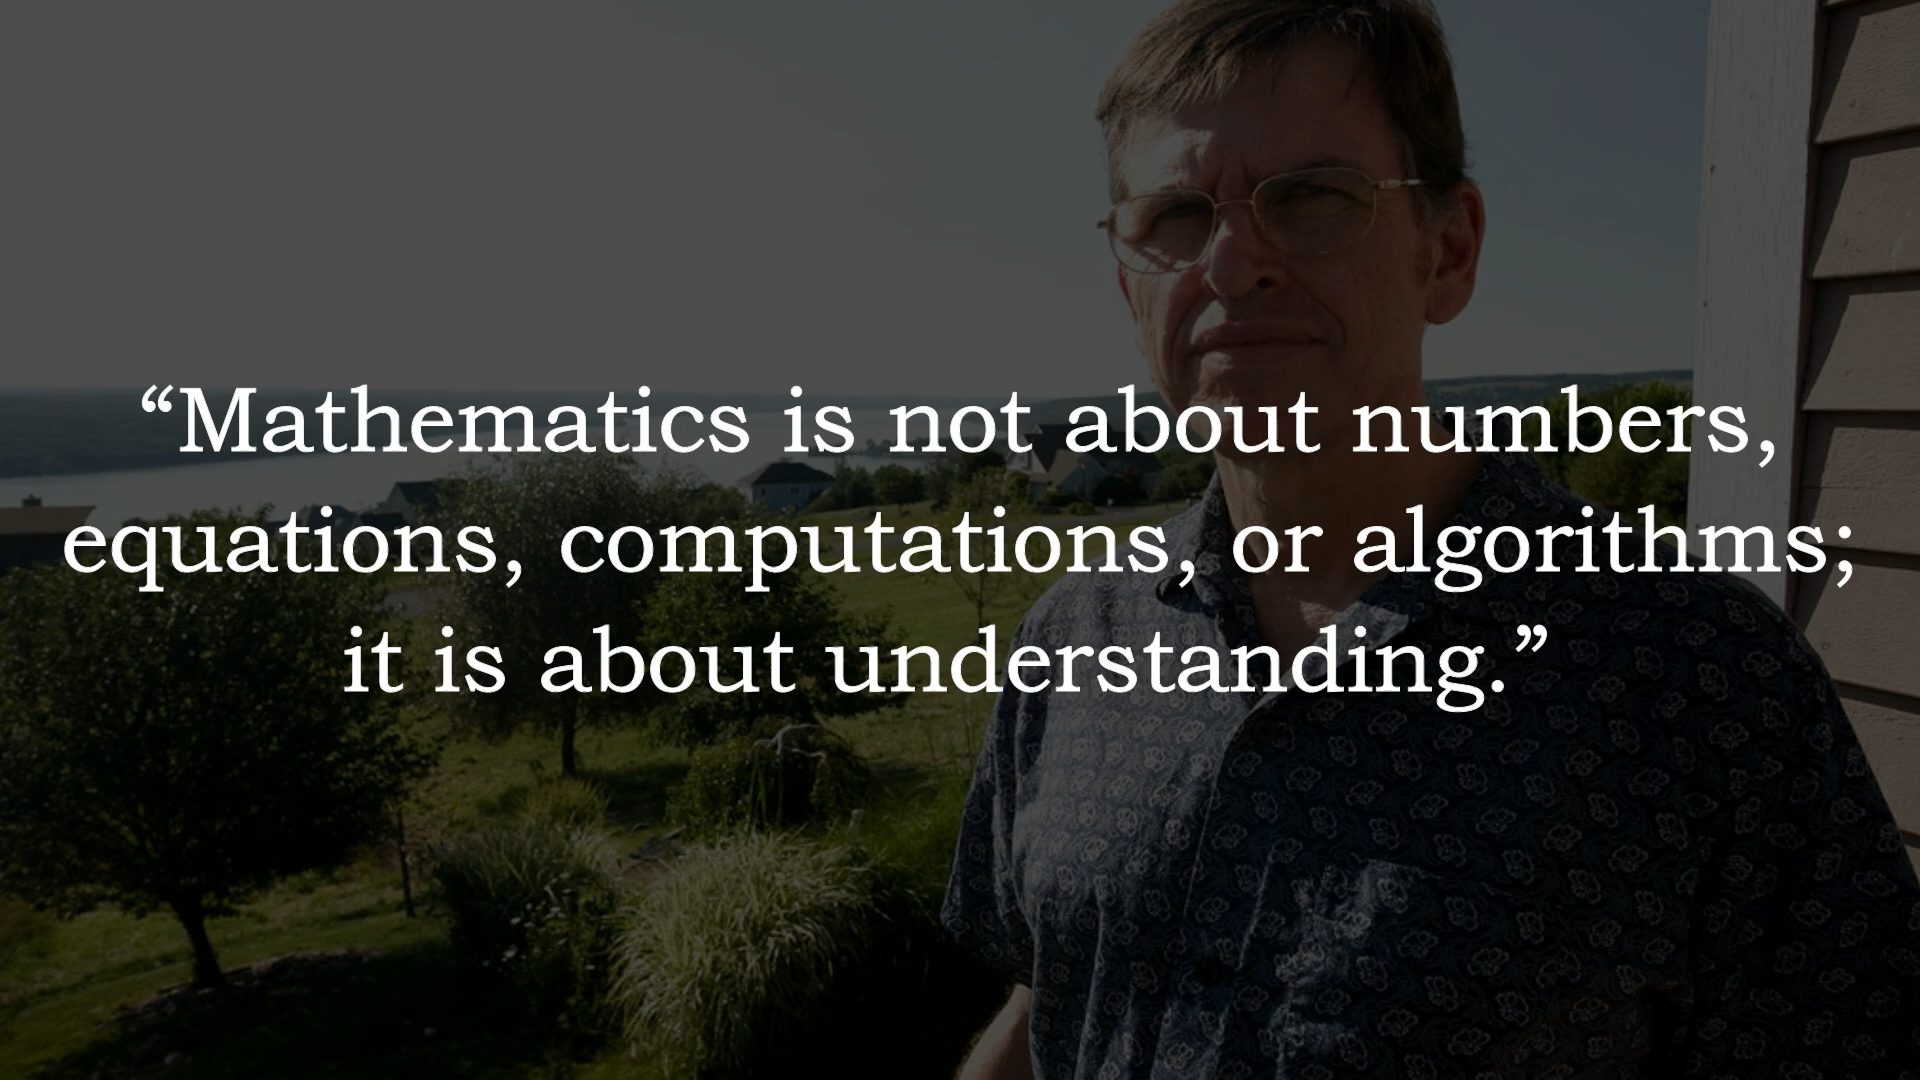 “Mathematics is not about numbers,
equations, computations, or algorithms;
it is about understanding.”